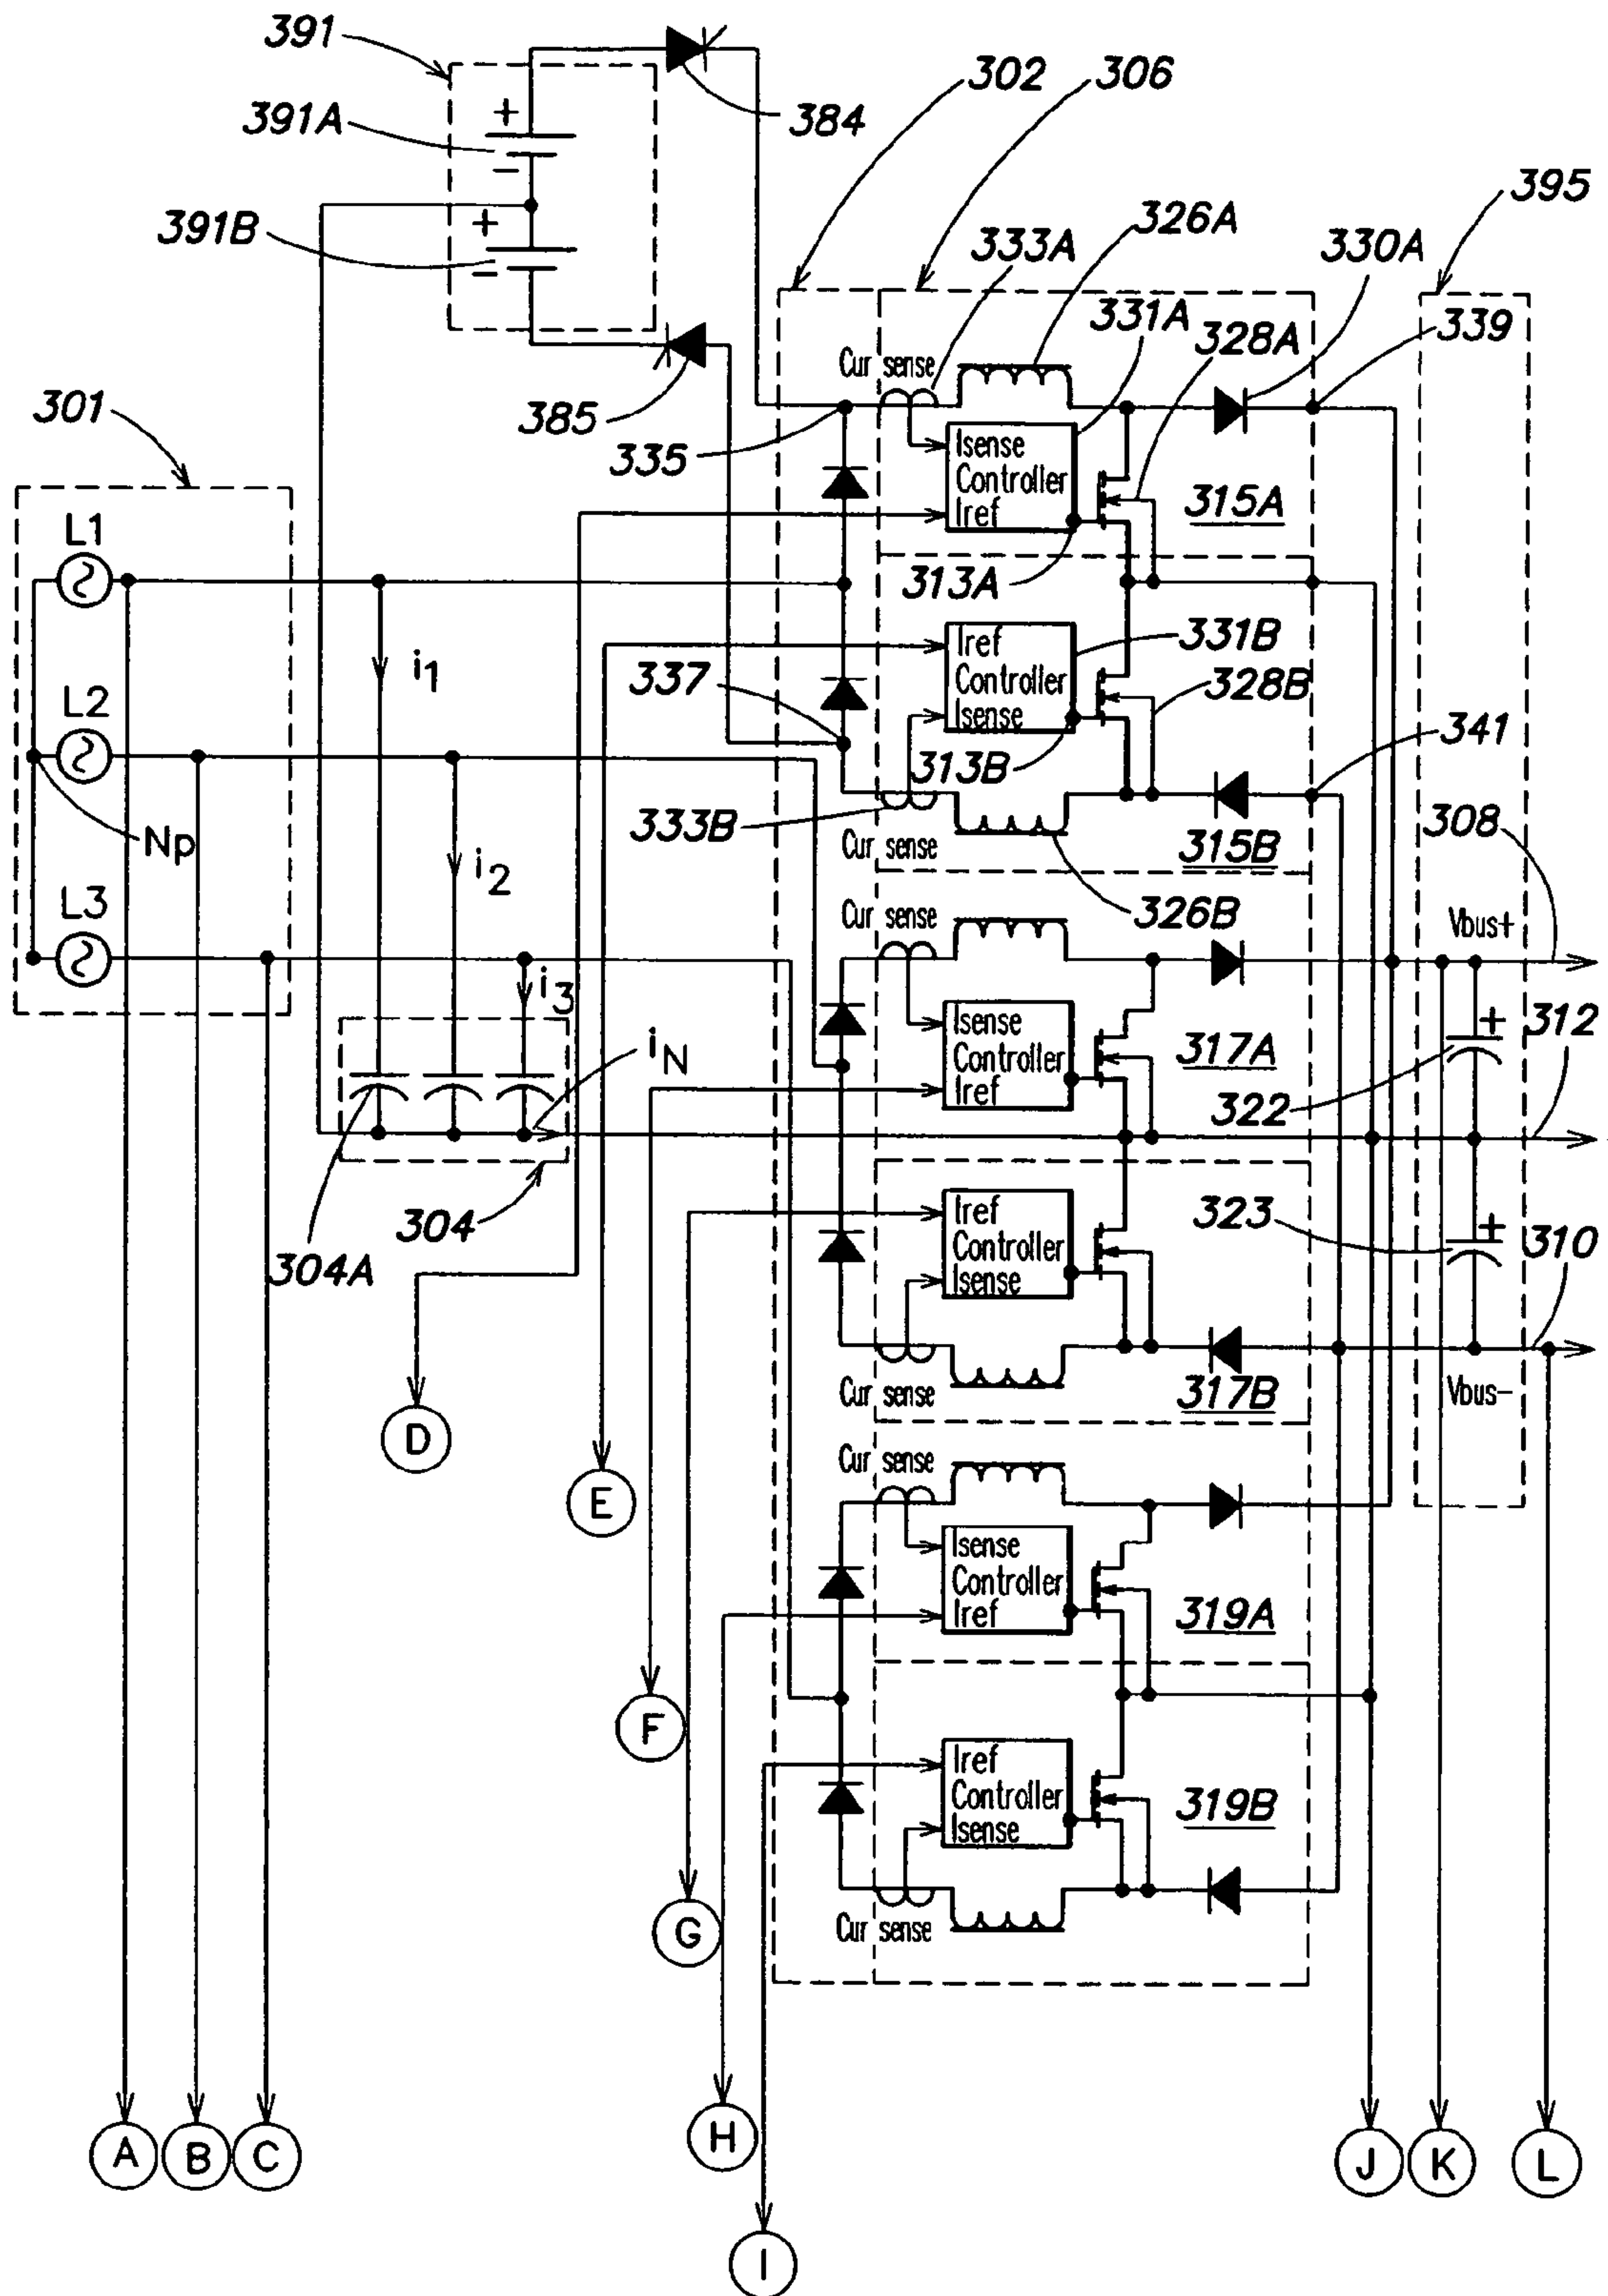 391
302
306
391A
384
+
−
395
391B
+
−
326A
333A
330A
331A
339
328A
Cur sense
301
385
335
Isense
Controller
Iref
315A
L1
313A
331B
Iref
Controller
Isense
i1
337
328B
L2
341
313B
308
Np
333B
Cur sense
315B
i2
L3
326B
Cur sense
Vbus+
i3
Isense
Controller
Iref
317A
+
312
iN
322
304
304A
Iref
Controller
Isense
323
+
310
Vbus−
317B
Cur sense
D
Cur sense
E
Isense
Controller
Iref
319A
F
Iref
Controller
Isense
319B
G
Cur sense
H
A
B
C
J
K
L
I